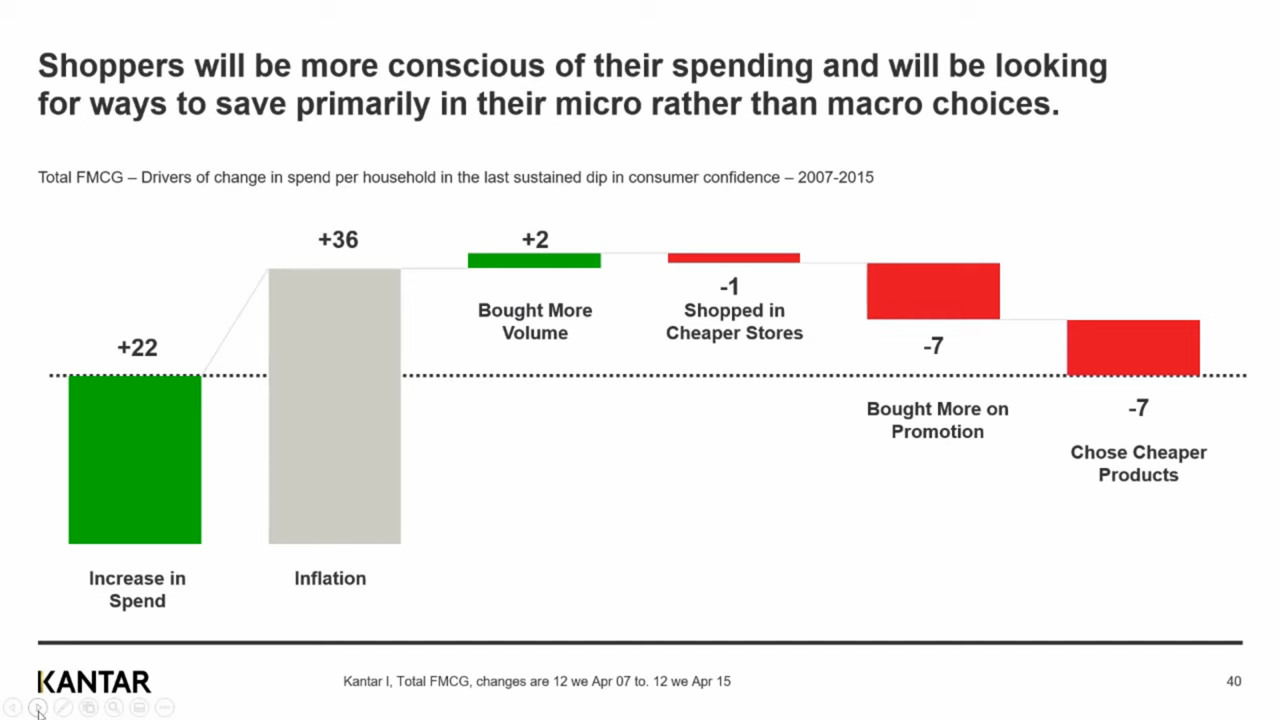 Shoppers will be more conscious of their spending and will be looking
for ways to save primarily in their micro rather than macro choices.
Total FMCG – Drivers of change in spend per household in the last sustained dip in consumer confidence – 2007-2015
+22
Increase in
Spend
+36
Inflation
+2
Bought More
Volume
-1
Shopped in
Cheaper Stores
-7
Bought More on
Promotion
-7
Chose Cheaper
Products
KANTAR
Kantar I, Total FMCG, changes are 12 we Apr 07 to. 12 we Apr 15
40